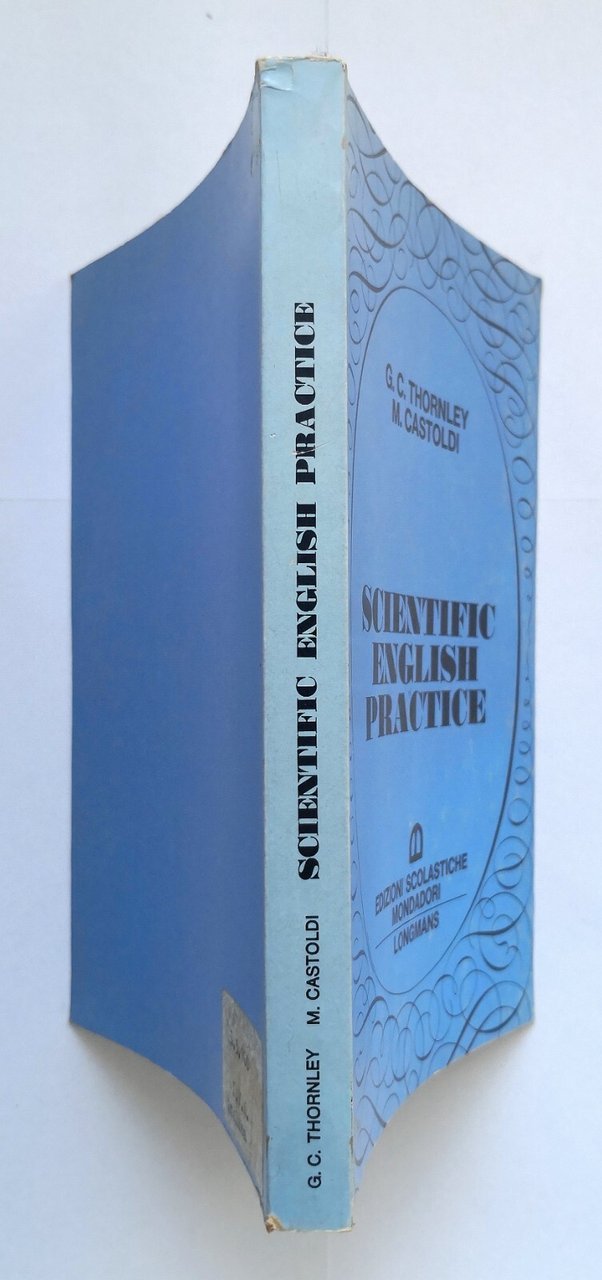 G. C. THORNLEY M. CASTOLDI SCIENTIFIC ENGLISH PRACTICE
G. C. THORNLEY
M. CASTOLDI
SCIENTIFIC
ENGLISH
PRACTICE
EDIZIONI SCOLASTICHE
MONDADORI
LONGMANS